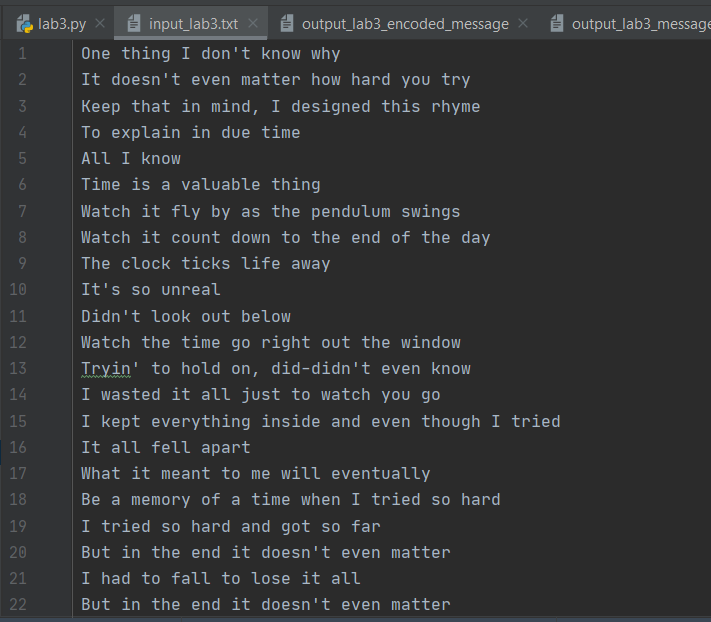 lab3.py
input_lab3.txt
output_lab3_encoded_message
output_lab3_message
1 One thing I don't know why
2 It doesn't even matter how hard you try
3 Keep that in mind, I designed this rhyme
4 To explain in due time
5 All I know
6 Time is a valuable thing
7 Watch it fly by as the pendulum swings
8 Watch it count down to the end of the day
9 The clock ticks life away
10 It's so unreal
11 Didn't look out below
12 Watch the time go right out the window
13 Tryin' to hold on, did-didn't even know
14 I wasted it all just to watch you go
15 I kept everything inside and even though I tried
16 It all fell apart
17 What it meant to me will eventually
18 Be a memory of a time when I tried so hard
19 I tried so hard and got so far
20 But in the end it doesn't even matter
21 I had to fall to lose it all
22 But in the end it doesn't even matter